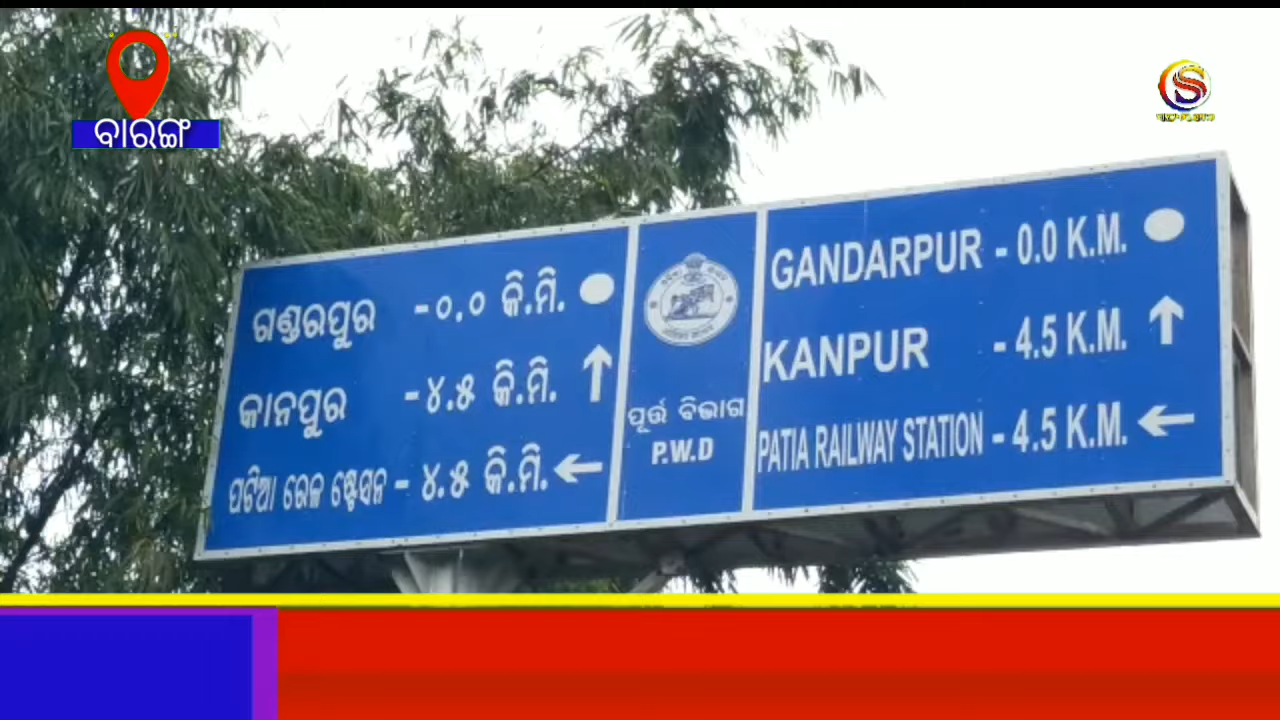 ବାରଙ୍ଗ
ଗଣ୍ଡରପୁର -୦.୦ କି.ମି.
କାନପୁର -୪.୫ କି.ମି.
ପଟିଆ ରେଳ ଷ୍ଟେସନ - ୪.୫ କି.ମି.
ପୂର୍ତ୍ତ ବିଭାଗ
P.W.D
GANDARPUR - 0.0 K.M.
KANPUR - 4.5 K.M.
PATIA RAILWAY STATION - 4.5 K.M.